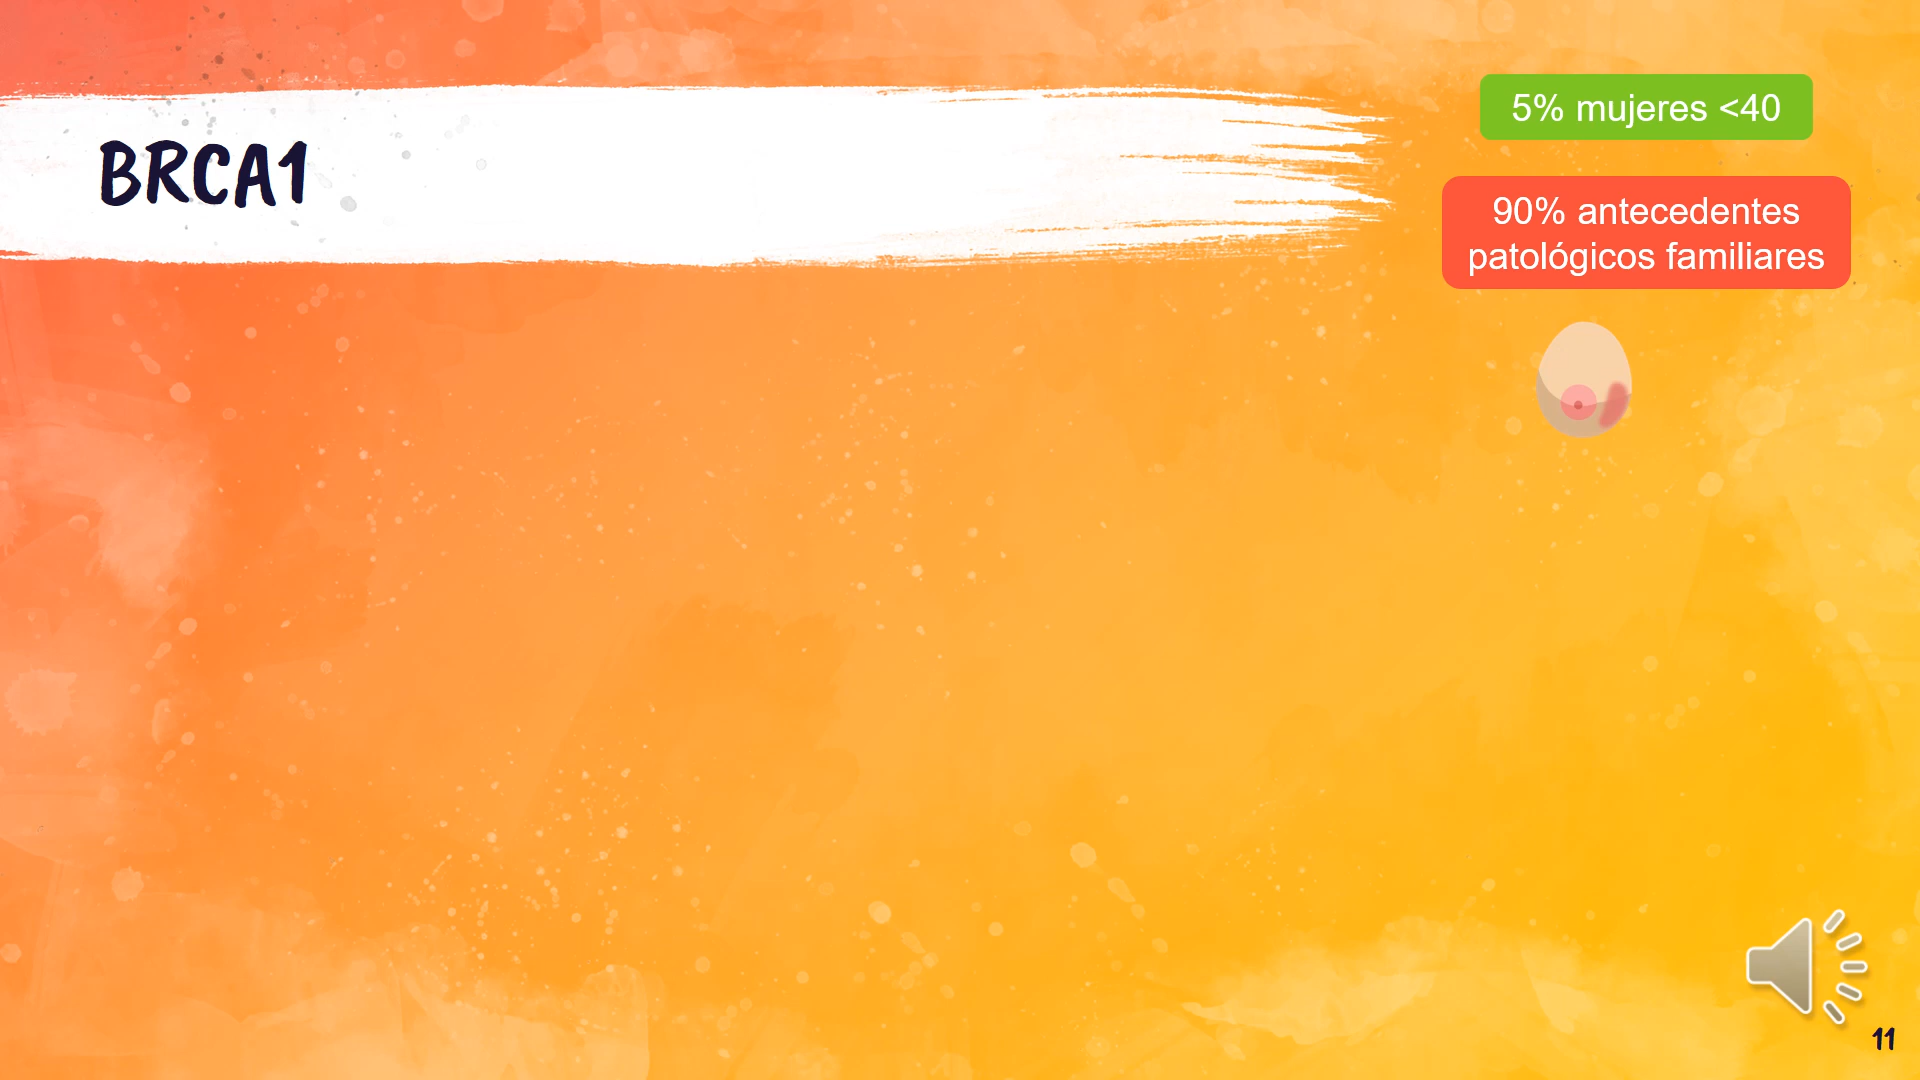 BRCA1
5% mujeres <40
90% antecedentes
patológicos familiares
11